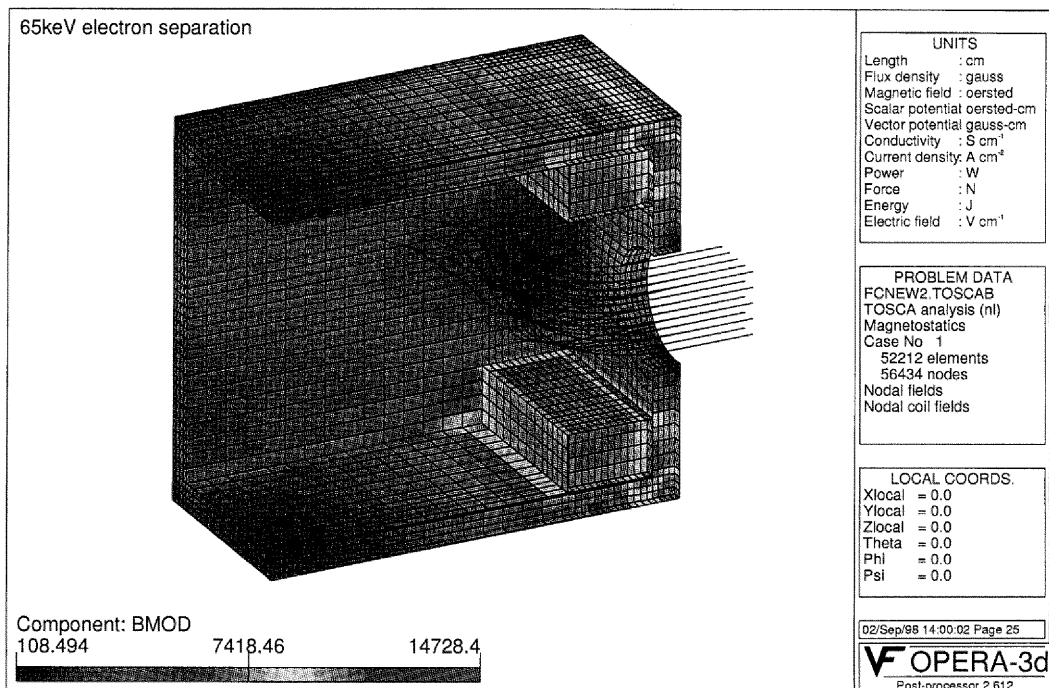 65keV electron separation
UNITS
Length : cm
Flux density : gauss
Magnetic field : oersted
Scalar potential oersted-cm
Vector potential gauss-cm
Conductivity : S cm⁻¹
Current density: A cm⁻²
Power : W
Force : N
Energy : J
Electric field : V cm⁻¹
PROBLEM DATA
FCNEW2.TOSCAB
TOSCA analysis (nl)
Magnetostatics
Case No 1
52212 elements
56434 nodes
Nodal fields
Nodal coil fields
LOCAL COORDS.
Xlocal = 0.0
Ylocal = 0.0
Zlocal = 0.0
Theta = 0.0
Phi = 0.0
Psi = 0.0
Component: BMOD
108.494 7418.46 14728.4
02/Sep/98 14:00:02 Page 25
VF OPERA-3d
Post-processor 2.612